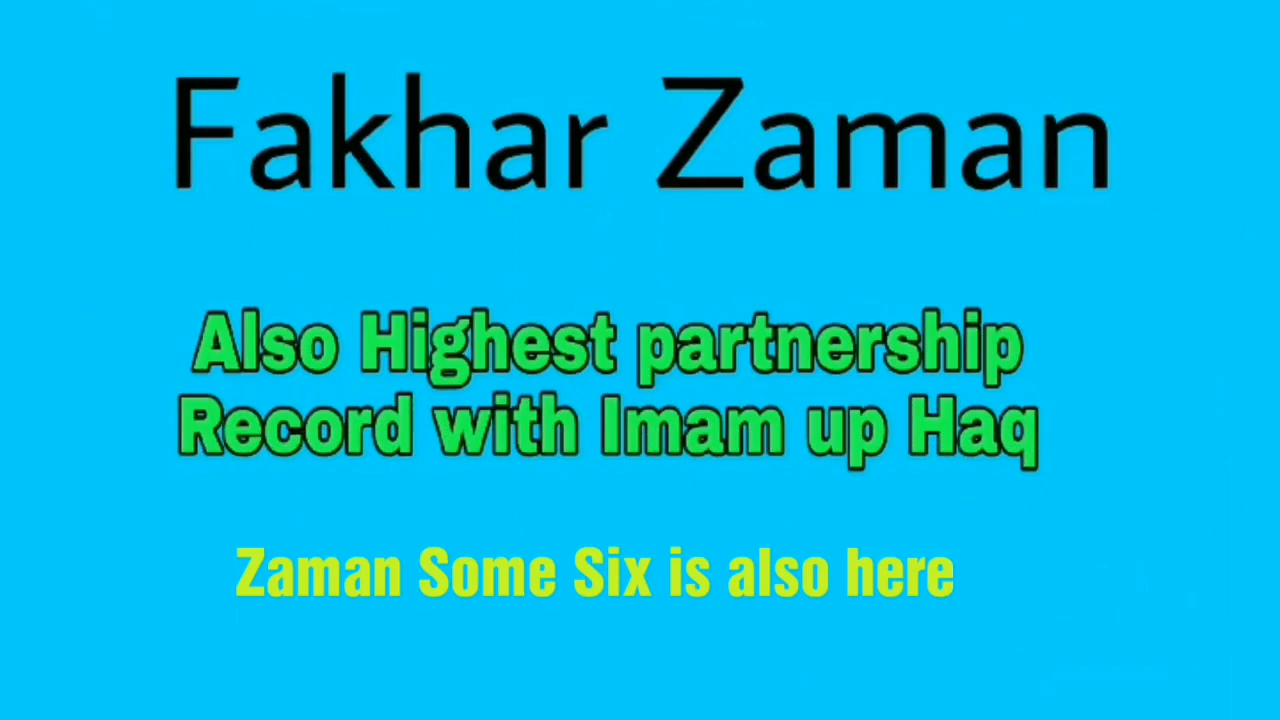 Fakhar Zaman
Also Highest partnership
Record with Imam up Haq
Zaman Some Six is also here